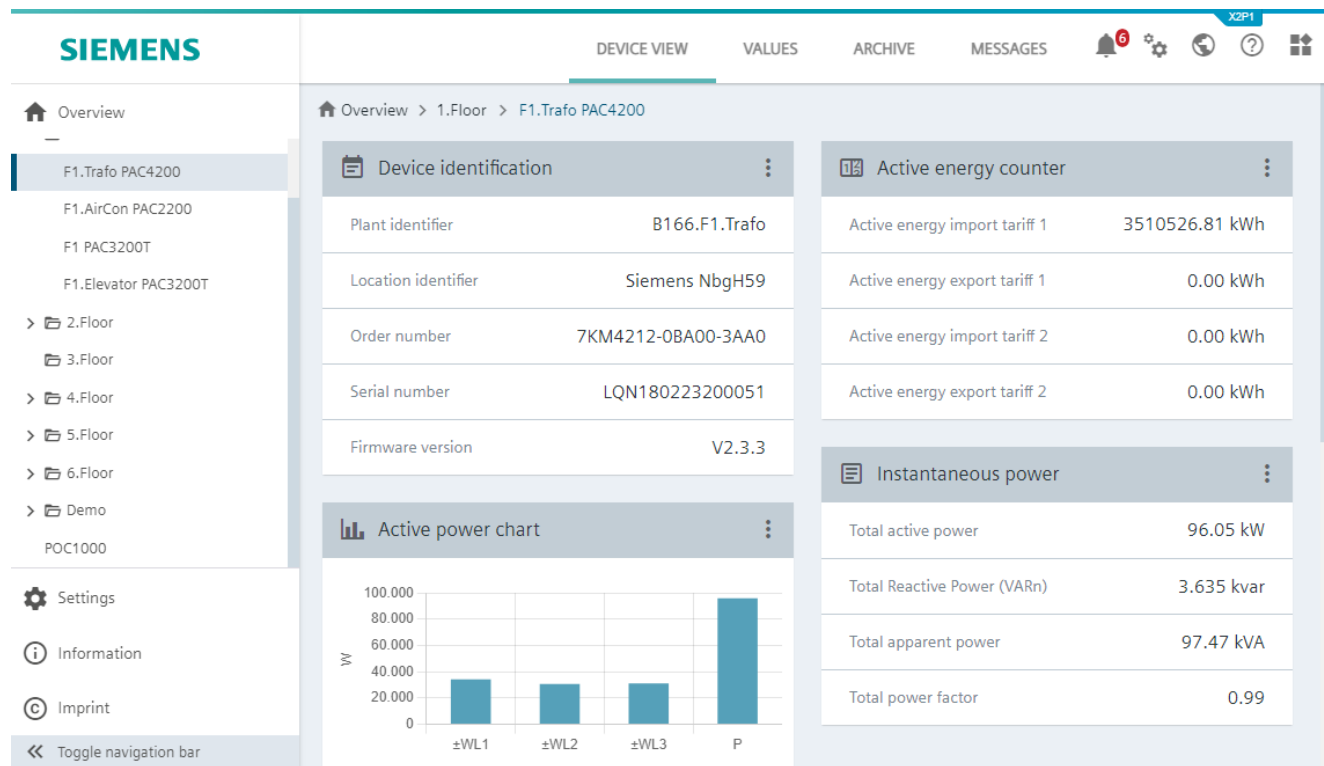 X2P1
SIEMENS
DEVICE VIEW VALUES ARCHIVE MESSAGES 6
Overview
Overview > 1.Floor > F1.Trafo PAC4200
F1.Trafo PAC4200
F1.AirCon PAC2200
F1 PAC3200T
F1.Elevator PAC3200T
2.Floor
3.Floor
4.Floor
5.Floor
6.Floor
Demo
POC1000
Settings
Information
Imprint
Toggle navigation bar
Device identification
Plant identifier B166.F1.Trafo
Location identifier Siemens NbgH59
Order number 7KM4212-0BA00-3AA0
Serial number LQN180223200051
Firmware version V2.3.3
Active power chart
100.000
80.000
60.000
40.000
20.000
0
W
±WL1 ±WL2 ±WL3 P
Active energy counter
Active energy import tariff 1 3510526.81 kWh
Active energy export tariff 1 0.00 kWh
Active energy import tariff 2 0.00 kWh
Active energy export tariff 2 0.00 kWh
Instantaneous power
Total active power 96.05 kW
Total Reactive Power (VARn) 3.635 kvar
Total apparent power 97.47 kVA
Total power factor 0.99